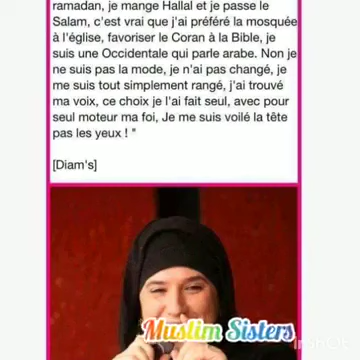 ramadan, je mange Hallal et je passe le
Salam, c'est vrai que j'ai préféré la mosquée
à l'église, favoriser le Coran à la Bible, je
suis une Occidentale qui parle arabe. Non je
ne suis pas la mode, je n'ai pas changé, je
me suis tout simplement rangé, j'ai trouvé
ma voix, ce choix je l'ai fait seul, avec pour
seul moteur ma foi, Je me suis voilé la tête
pas les yeux ! "
[Diam's]
Muslim Sisters